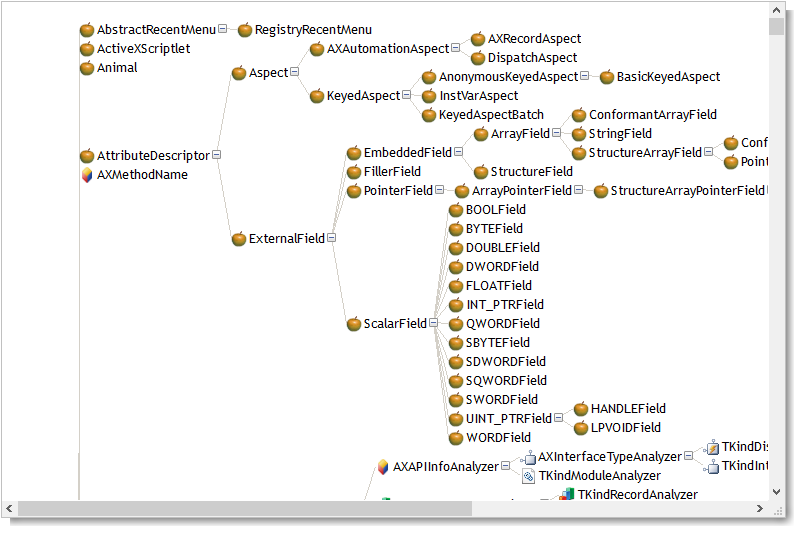 AbstractRecentMenu RegistryRecentMenu
ActiveXScriptlet
Animal
AXRecordAspect
AXAutomationAspect
DispatchAspect
Aspect
AnonymousKeyedAspect BasicKeyedAspect
KeyedAspect InstVarAspect
KeyedAspectBatch
ConformantArrayField
ArrayField StringField
Conf
EmbeddedField StructureArrayField
AttributeDescriptor
Point
FillerField StructureField
AXMethodName
PointerField ArrayPointerField StructureArrayPointerField
BOOLField
BYTEField
ExternalField
DOUBLEField
DWORDField
FLOATField
INT_PTRField
ScalarField QWORDField
SBYTEField
SDWORDField
SQWORDField
SWORDField
HANDLEField
UINT_PTRField
LPVOIDField
WORDField
TKindDis
AXInterfaceTypeAnalyzer
AXAPIInfoAnalyzer TKindInt
TKindModuleAnalyzer
TKindRecordAnalyzer